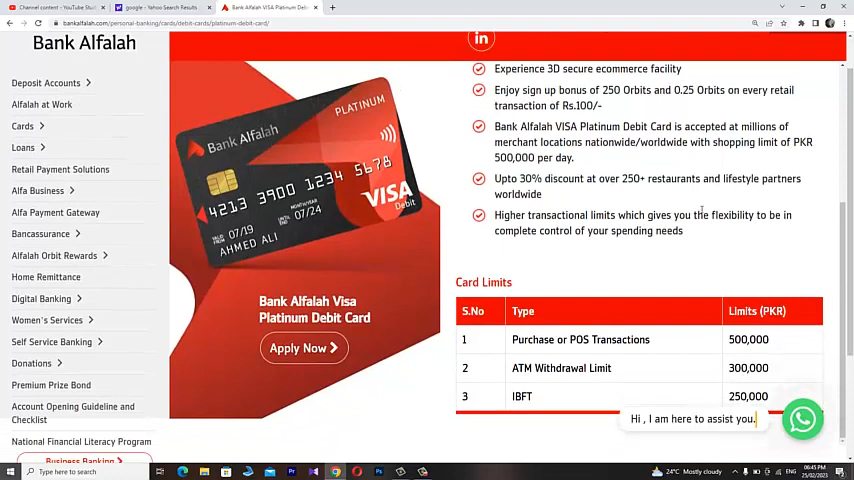 Channel content - YouTube Stud
google - Yahoo Search Results
Bank Alfalah VISA Platinum Debi
bankalfalah.com/personal-banking/cards/debit-cards/platinum-debit-card/
Bank Alfalah
Deposit Accounts
Alfalah at Work
Cards
Loans
Retail Payment Solutions
Alfa Business
Alfa Payment Gateway
Bancassurance
Alfalah Orbit Rewards
Home Remittance
Digital Banking
Women's Services
Self Service Banking
Donations
Premium Prize Bond
Account Opening Guideline and
Checklist
National Financial Literacy Program
Business Banking
PLATINUM
Bank Alfalah
4213 3900 1234 5678
VALID
FROM
07/19
MONTH/YEAR
UNTIL
END
07/24
AHMED ALI
VISA
Debit
Bank Alfalah Visa
Platinum Debit Card
Apply Now
in
Experience 3D secure ecommerce facility
Enjoy sign up bonus of 250 Orbits and 0.25 Orbits on every retail
transaction of Rs.100/-
Bank Alfalah VISA Platinum Debit Card is accepted at millions of
merchant locations nationwide/worldwide with shopping limit of PKR
500,000 per day.
Upto 30% discount at over 250+ restaurants and lifestyle partners
worldwide
Higher transactional limits which gives you the flexibility to be in
complete control of your spending needs
Card Limits
S.No Type Limits (PKR)
1 Purchase or POS Transactions 500,000
2 ATM Withdrawal Limit 300,000
3 IBFT 250,000
Hi , I am here to assist you.
Type here to search
24°C Mostly cloudy
ENG
06:45 PM
25/02/2023